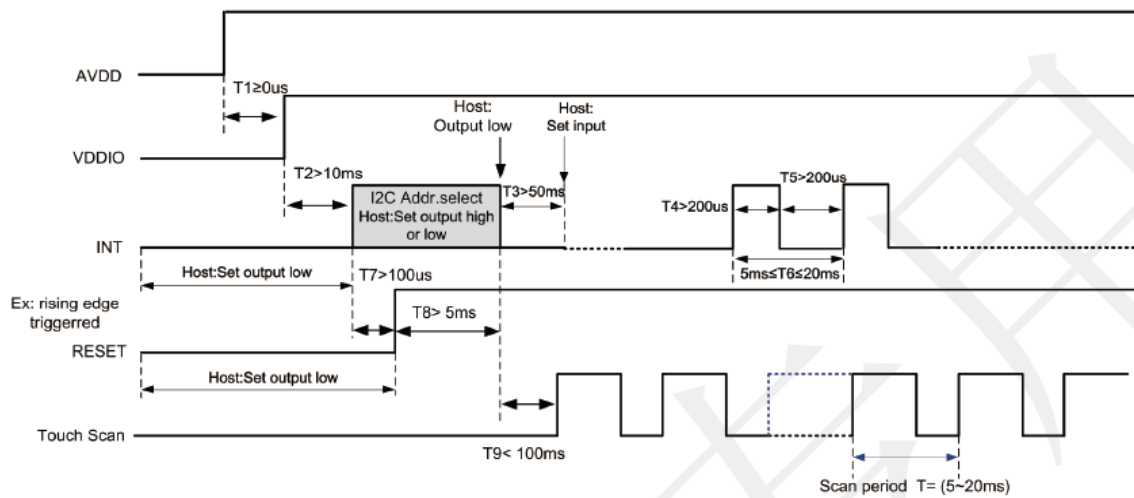 AVDD
T1≥0us
Host:
Output low
Host:
Set input
VDDIO
T2>10ms
I2C Addr.select
Host:Set output high
or low
T3>50ms
T4>200us
T5>200us
INT
Host:Set output low
T7>100us
5ms≤T6≤20ms
Ex: rising edge
triggerred
T8> 5ms
RESET
Host:Set output low
Touch Scan
T9< 100ms
Scan period T= (5~20ms)